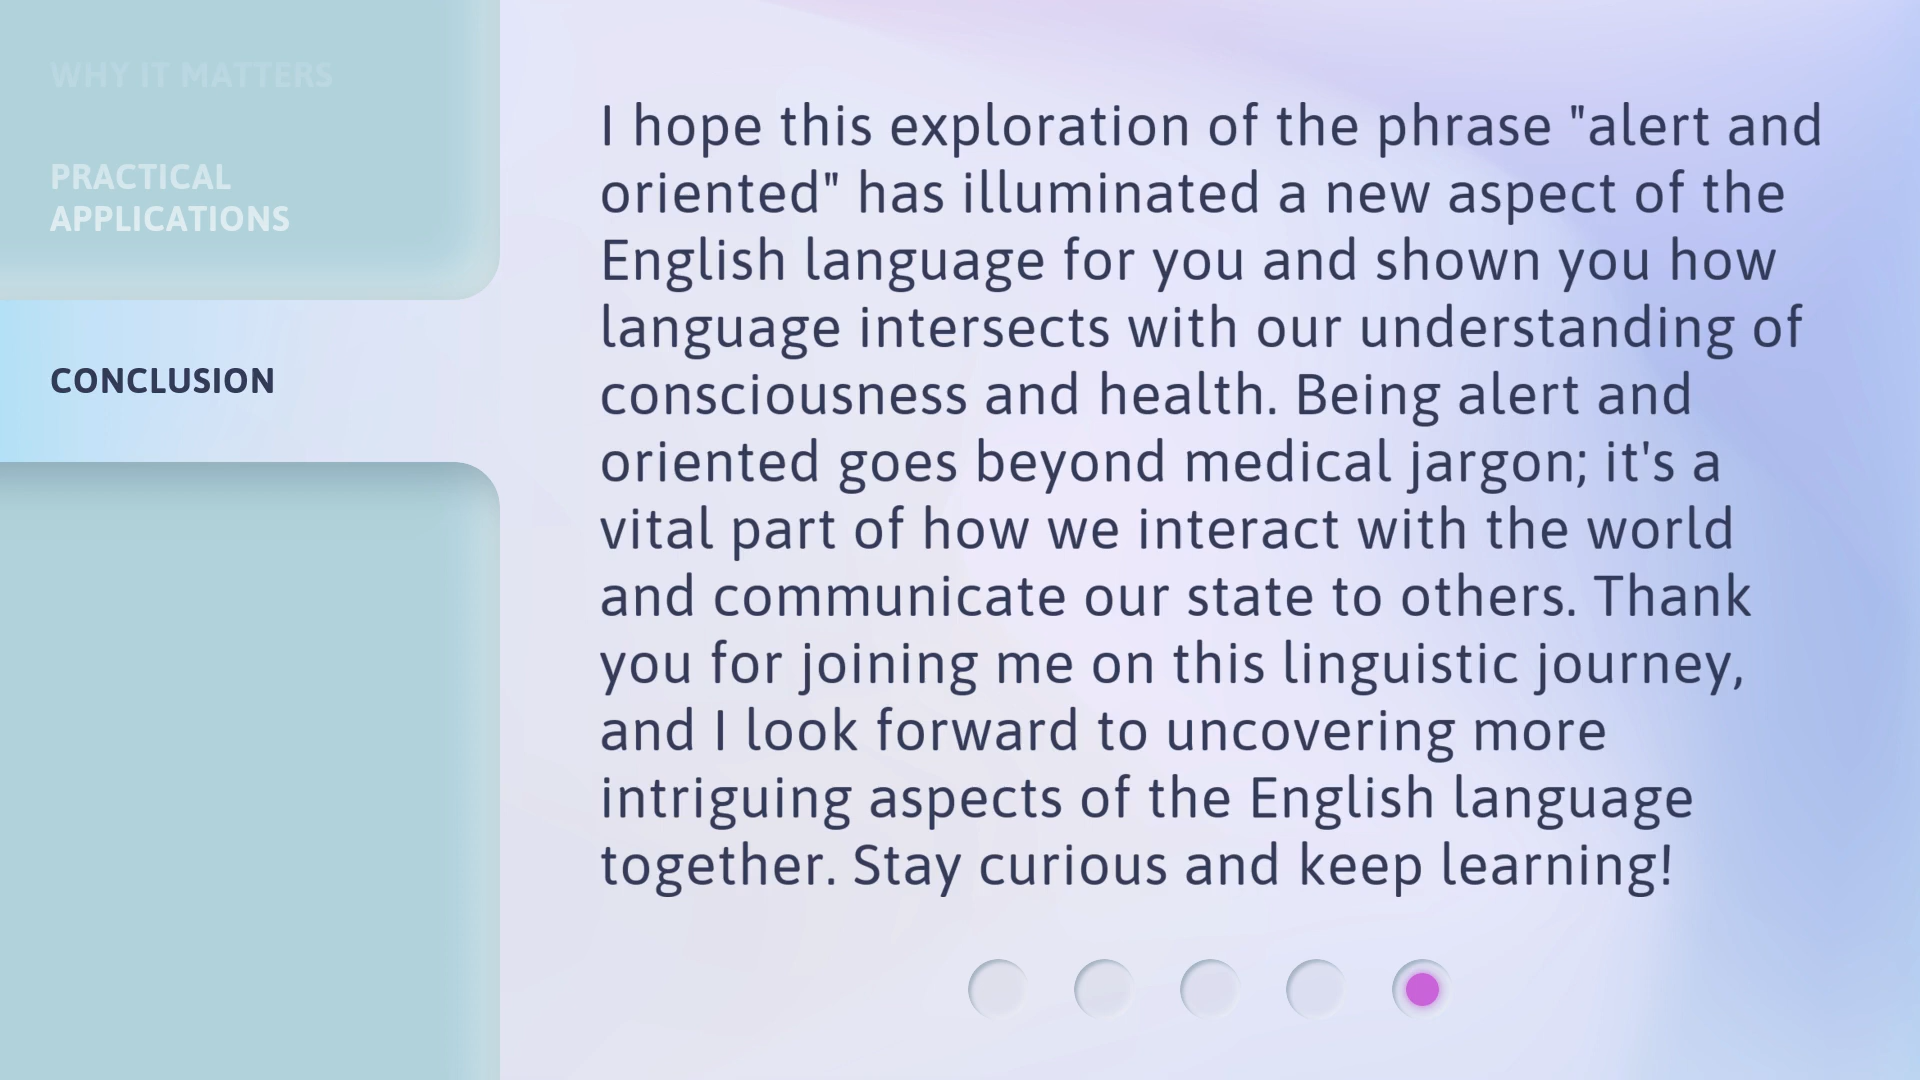 WHY IT MATTERS
PRACTICAL
APPLICATIONS
CONCLUSION
I hope this exploration of the phrase "alert and
oriented" has illuminated a new aspect of the
English language for you and shown you how
language intersects with our understanding of
consciousness and health. Being alert and
oriented goes beyond medical jargon; it's a
vital part of how we interact with the world
and communicate our state to others. Thank
you for joining me on this linguistic journey,
and I look forward to uncovering more
intriguing aspects of the English language
together. Stay curious and keep learning!